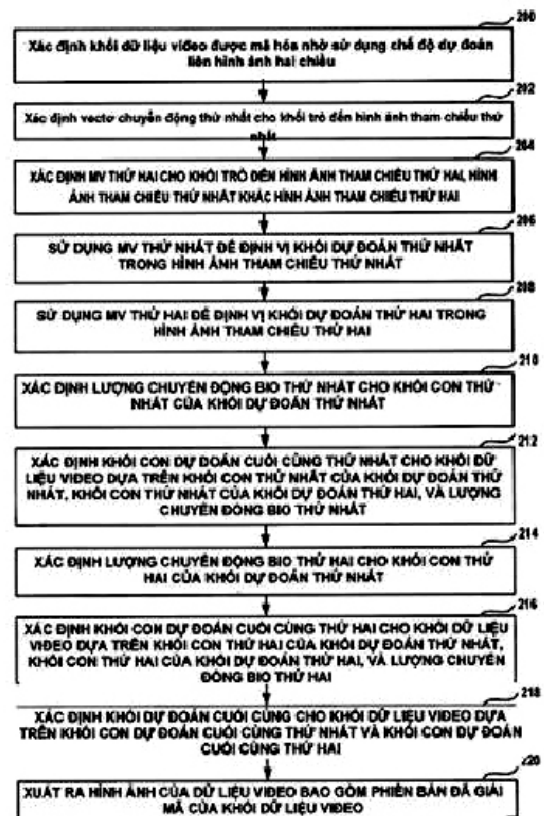 200
Xác định khối dữ liệu video được mã hóa nhờ sử dụng chế độ dự đoán
liên hình ảnh hai chiều
202
Xác định vectơ chuyển động thứ nhất cho khối trỏ đến hình ảnh tham chiếu thứ
nhất
204
XÁC ĐỊNH MV THỨ HAI CHO KHỐI TRỎ ĐẾN HÌNH ẢNH THAM CHIẾU THỨ HAI, HÌNH
ẢNH THAM CHIẾU THỨ NHẤT KHÁC HÌNH ẢNH THAM CHIẾU THỨ HAI
206
SỬ DỤNG MV THỨ NHẤT ĐỂ ĐỊNH VỊ KHỐI DỰ ĐOÁN THỨ NHẤT
TRONG HÌNH ẢNH THAM CHIẾU THỨ NHẤT
208
SỬ DỤNG MV THỨ HAI ĐỂ ĐỊNH VỊ KHỐI DỰ ĐOÁN THỨ HAI TRONG
HÌNH ẢNH THAM CHIẾU THỨ HAI
210
XÁC ĐỊNH LƯỢNG CHUYỂN ĐỘNG BIO THỨ NHẤT CHO KHỐI CON THỨ
NHẤT CỦA KHỐI DỰ ĐOÁN THỨ NHẤT
212
XÁC ĐỊNH KHỐI CON DỰ ĐOÁN CUỐI CÙNG THỨ NHẤT CHO KHỐI DỮ
LIỆU VIDEO DỰA TRÊN KHỐI CON THỨ NHẤT CỦA KHỐI DỰ ĐOÁN THỨ
NHẤT, KHỐI CON THỨ NHẤT CỦA KHỐI DỰ ĐOÁN THỨ HAI, VÀ LƯỢNG
CHUYỂN ĐỘNG BIO THỨ NHẤT
214
XÁC ĐỊNH LƯỢNG CHUYỂN ĐỘNG BIO THỨ HAI CHO KHỐI CON THỨ
HAI CỦA KHỐI DỰ ĐOÁN THỨ NHẤT
216
XÁC ĐỊNH KHỐI CON DỰ ĐOÁN CUỐI CÙNG THỨ HAI CHO KHỐI DỮ LIỆU
VIDEO DỰA TRÊN KHỐI CON THỨ HAI CỦA KHỐI DỰ ĐOÁN THỨ NHẤT,
KHỐI CON THỨ HAI CỦA KHỐI DỰ ĐOÁN THỨ HAI, VÀ LƯỢNG CHUYỂN
ĐỘNG BIO THỨ HAI
218
XÁC ĐỊNH KHỐI DỰ ĐOÁN CUỐI CÙNG CHO KHỐI DỮ LIỆU VIDEO DỰA
TRÊN KHỐI CON DỰ ĐOÁN CUỐI CÙNG THỨ NHẤT VÀ KHỐI CON DỰ ĐOÁN
CUỐI CÙNG THỨ HAI
220
XUẤT RA HÌNH ẢNH CỦA DỮ LIỆU VIDEO BAO GỒM PHIÊN BẢN ĐÃ GIẢI
MÃ CỦA KHỐI DỮ LIỆU VIDEO